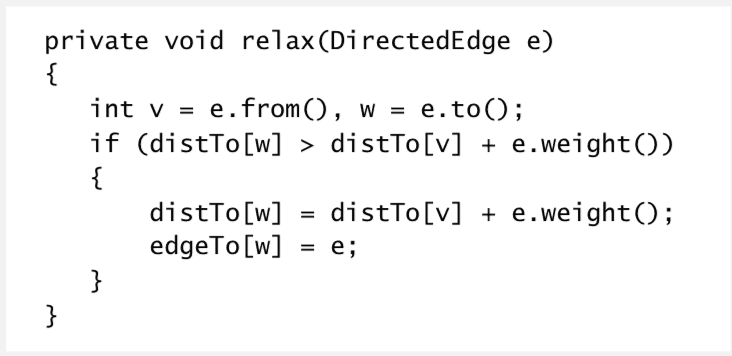 private void relax(DirectedEdge e)
{
int v = e.from(), w = e.to();
if (distTo[w] > distTo[v] + e.weight())
{
distTo[w] = distTo[v] + e.weight();
edgeTo[w] = e;
}
}